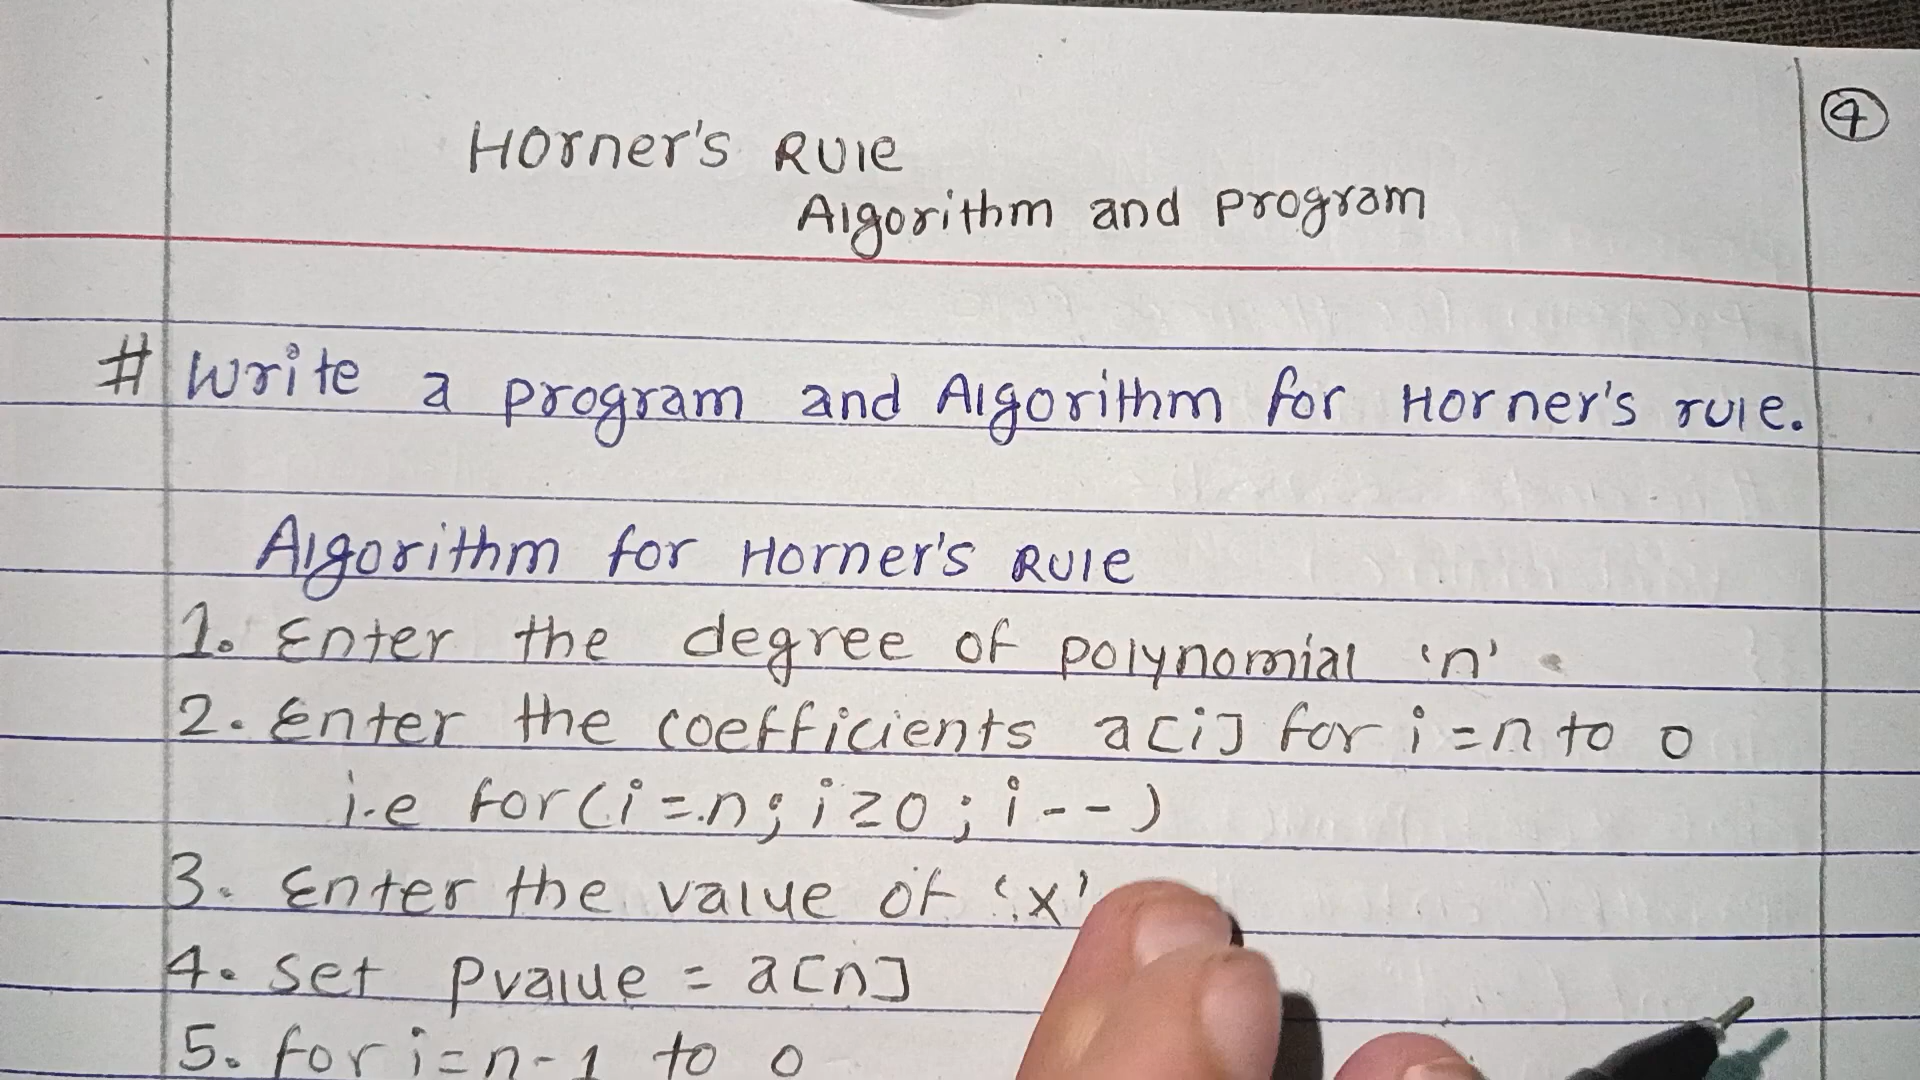 4
Horner's Rule
Algorithm and program
# Write a program and Algorithm for Horner's rule.
Algorithm for Horner's Rule
1. Enter the degree of polynomial 'n'.
2. Enter the coefficients a[i] for i=n to 0
i.e for(i=n; i≥0; i--)
3. Enter the value of 'x'
4. Set Pvalue = a[n]
5. for i=n-1 to 0